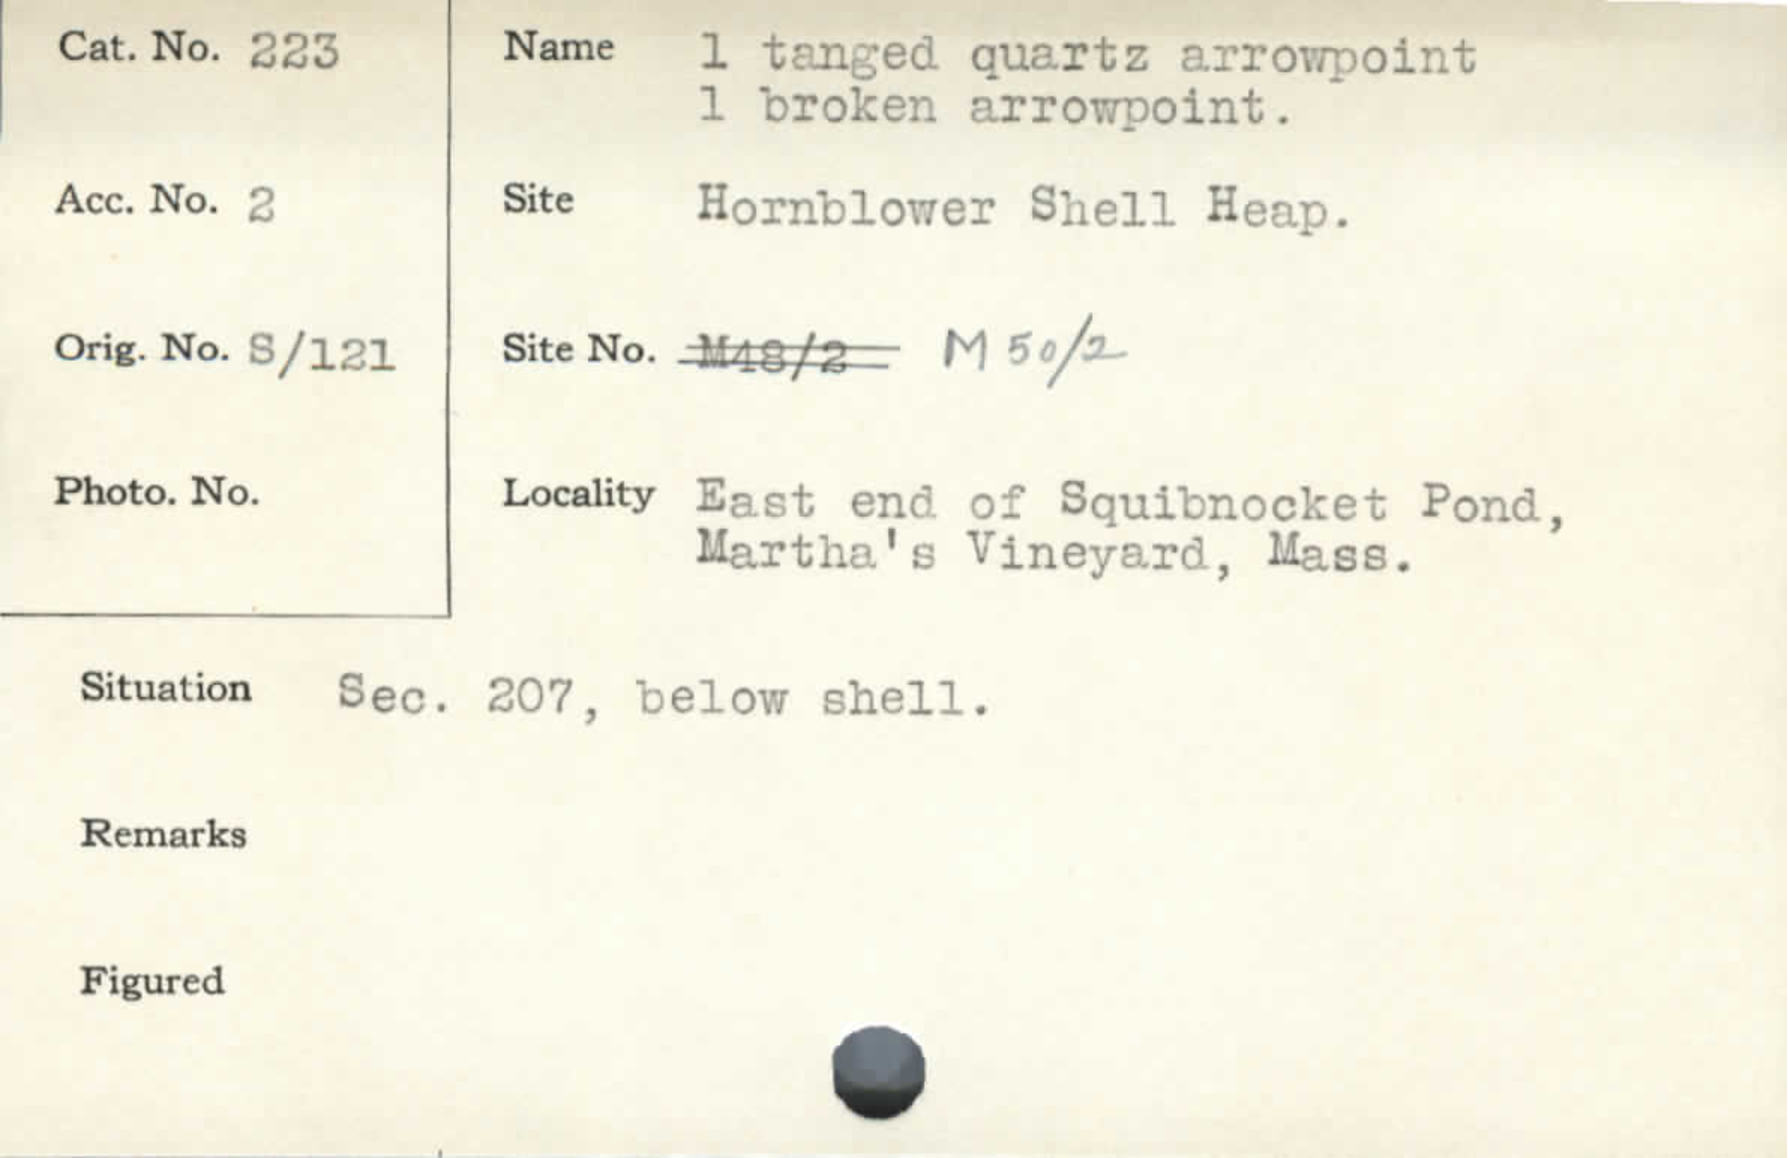 Cat. No. 223
Name 1 tanged quartz arrowpoint
1 broken arrowpoint.
Acc. No. 2
Site Hornblower Shell Heap.
Orig. No. S/121
Site No. M48/2 M 50/2
Photo. No.
Locality East end of Squibnocket Pond,
Martha's Vineyard, Mass.
Situation Sec. 207, below shell.
Remarks
Figured